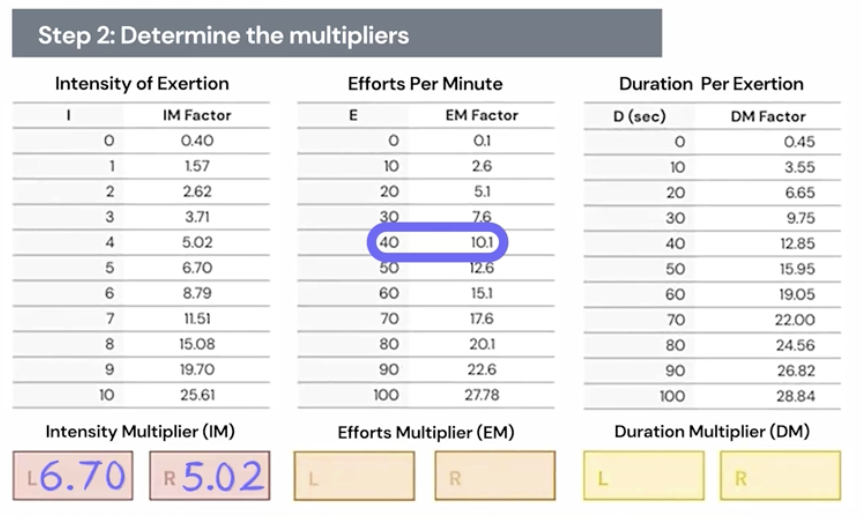 Step 2: Determine the multipliers
Intensity of Exertion
I IM Factor
0 0.40
1 1.57
2 2.62
3 3.71
4 5.02
5 6.70
6 8.79
7 11.51
8 15.08
9 19.70
10 25.61
Intensity Multiplier (IM)
L 6.70 R 5.02
Efforts Per Minute
E EM Factor
0 0.1
10 2.6
20 5.1
30 7.6
40 10.1
50 12.6
60 15.1
70 17.6
80 20.1
90 22.6
100 27.78
Efforts Multiplier (EM)
L R
Duration Per Exertion
D (sec) DM Factor
0 0.45
10 3.55
20 6.65
30 9.75
40 12.85
50 15.95
60 19.05
70 22.00
80 24.56
90 26.82
100 28.84
Duration Multiplier (DM)
L R